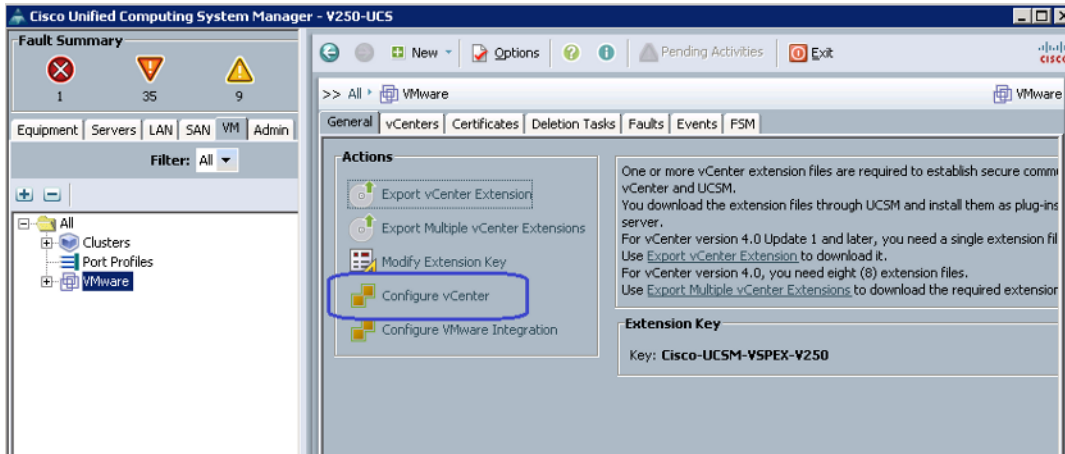 Cisco Unified Computing System Manager - V250-UCS
Fault Summary
1 35 9
New Options Pending Activities Exit
cisco
>> All VMware VMware
Equipment Servers LAN SAN VM Admin
General vCenters Certificates Deletion Tasks Faults Events FSM
Filter: All
All
Clusters
Port Profiles
VMware
Actions
Export vCenter Extension
Export Multiple vCenter Extensions
Modify Extension Key
Configure vCenter
Configure VMware Integration
One or more vCenter extension files are required to establish secure
vCenter and UCSM.
You download the extension files through UCSM and install them as
server.
For vCenter version 4.0 Update 1 and later, you need a single extension
Use Export vCenter Extension to download it.
For vCenter version 4.0, you need eight (8) extension files.
Use Export Multiple vCenter Extensions to download the required
Extension Key
Key: Cisco-UCSM-VSPEX-V250